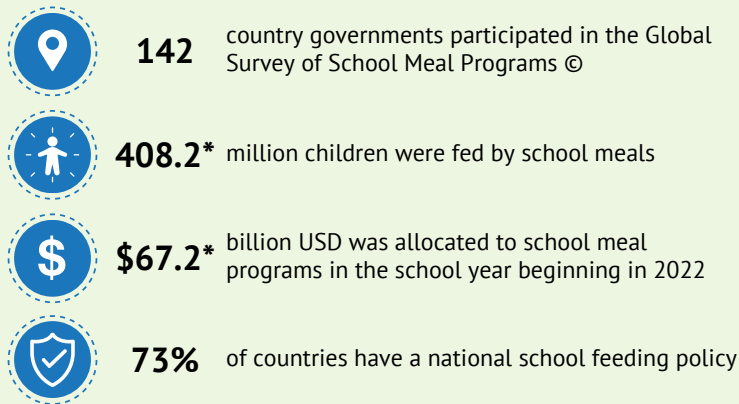 142 country governments participated in the Global
Survey of School Meal Programs ©
408.2* million children were fed by school meals
$
$67.2* billion USD was allocated to school meal
programs in the school year beginning in 2022
73% of countries have a national school feeding policy